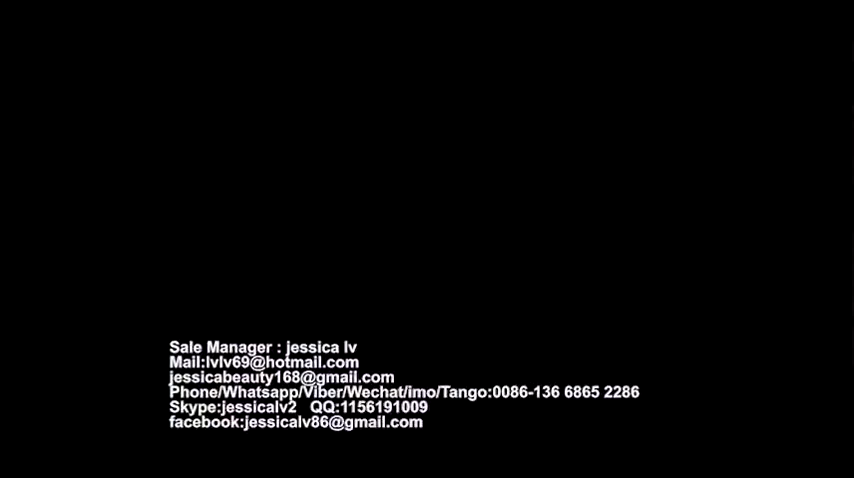 Sale Manager : jessica lv
Mail:lvlv69@hotmail.com
jessicabeauty168@gmail.com
Phone/Whatsapp/Viber/Wechat/imo/Tango:0086-136 6865 2286
Skype:jessicalv2   QQ:1156191009
facebook:jessicalv86@gmail.com